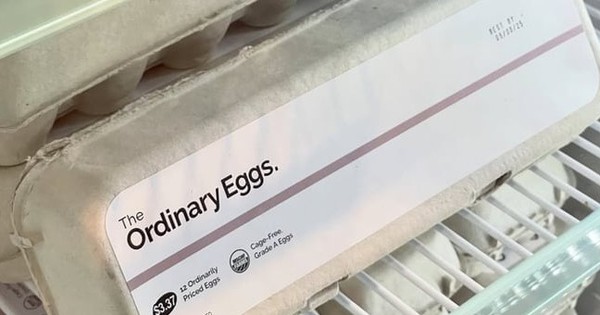 BEST BY
The
Ordinary Eggs.
$3.37
12 Ordinarily
Priced Eggs
Cage-Free,
Grade A Eggs